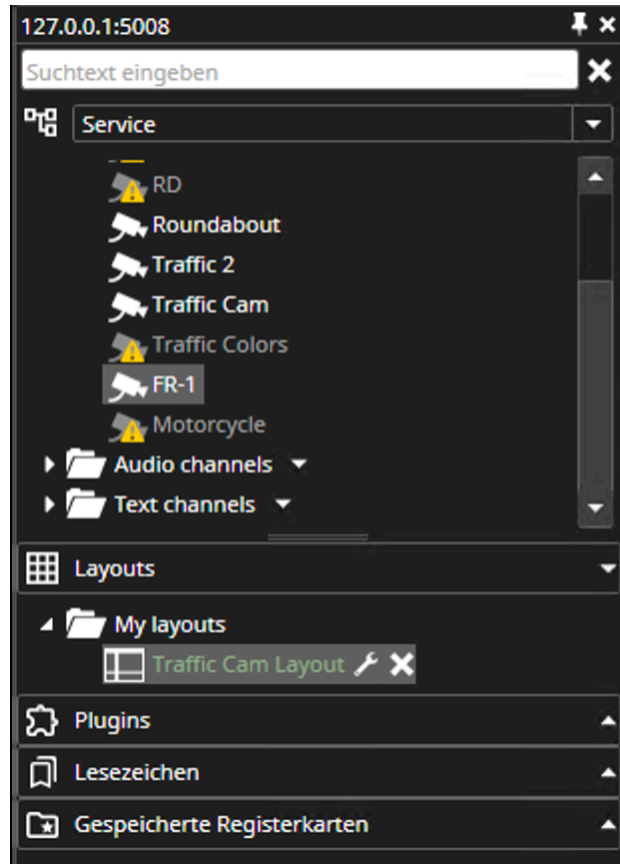 127.0.0.1:5008
Suchtext eingeben
Service
RD
Roundabout
Traffic 2
Traffic Cam
Traffic Colors
FR-1
Motorcycle
Audio channels
Text channels
Layouts
My layouts
Traffic Cam Layout
Plugins
Lesezeichen
Gespeicherte Registerkarten